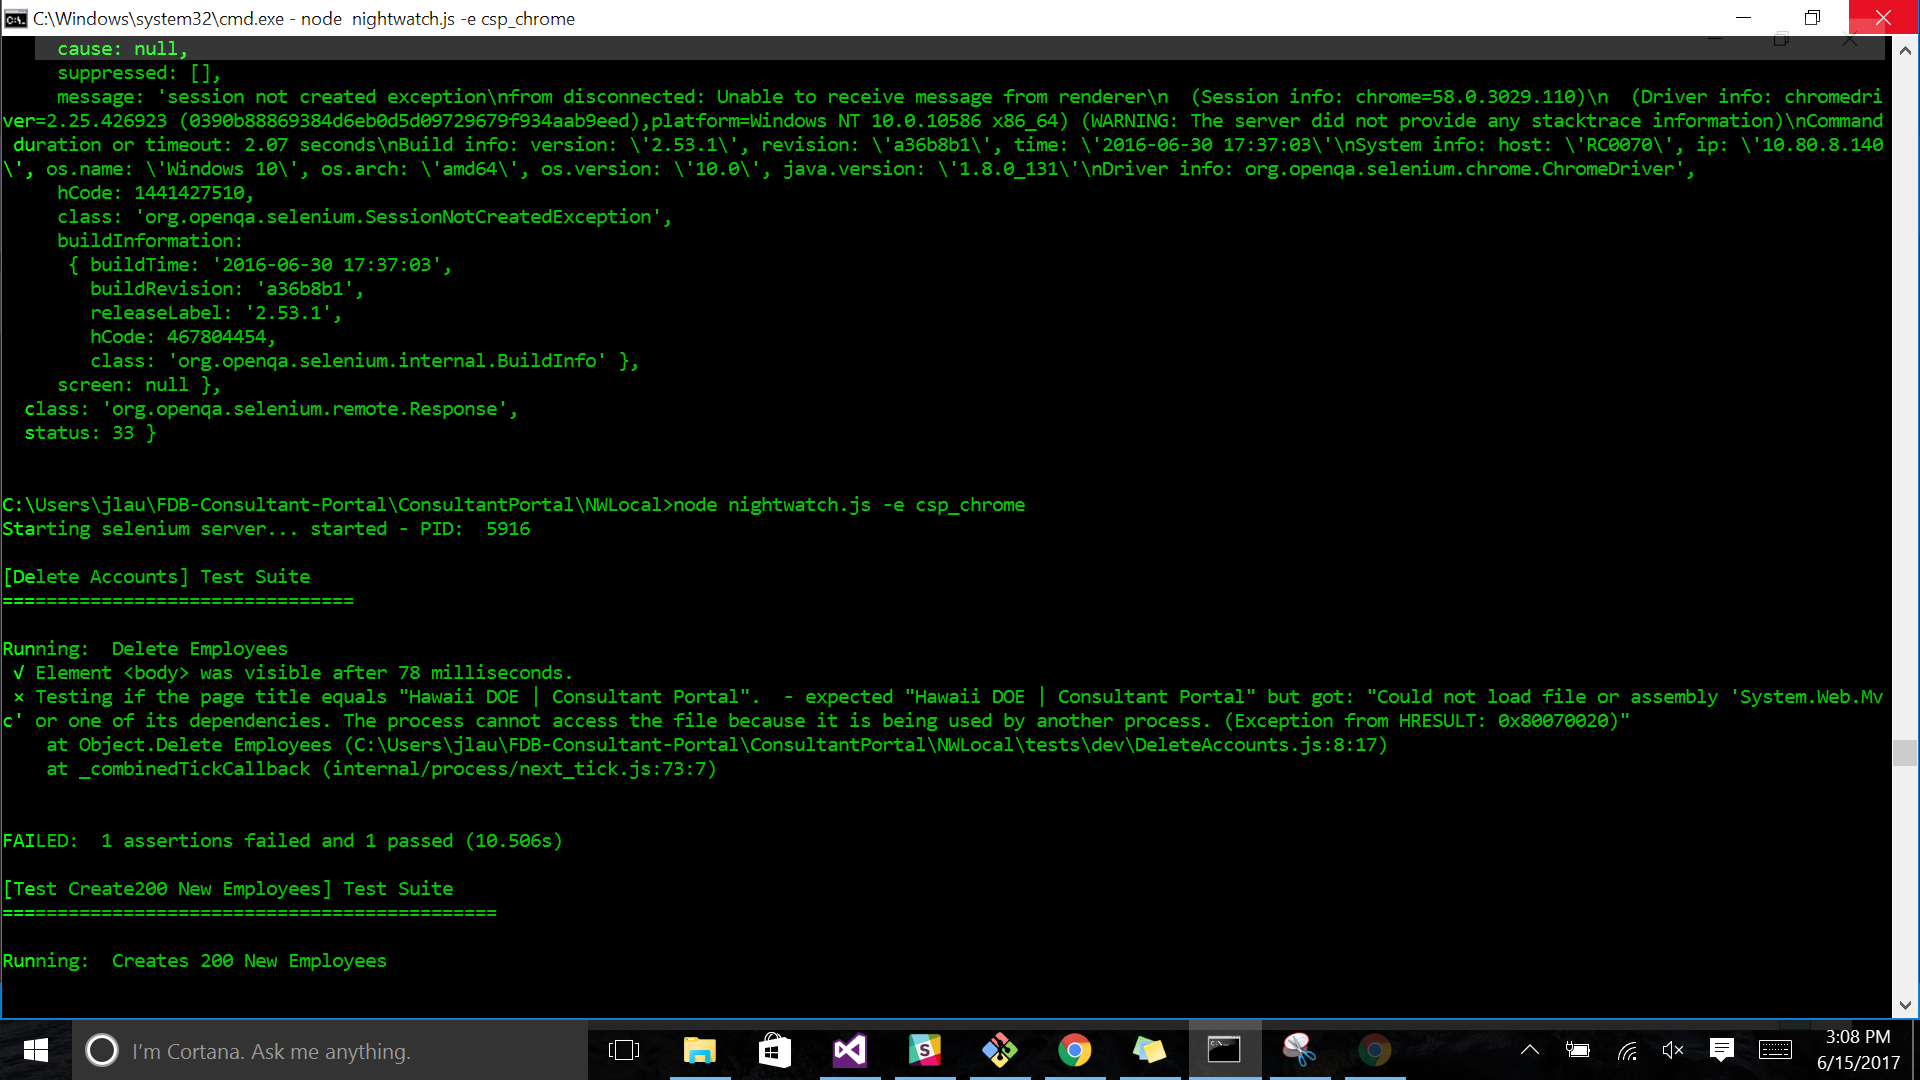 C:\Windows\system32\cmd.exe - node  nightwatch.js -e csp_chrome
     cause: null,
     suppressed: [],
     message: 'session not created exception\nfrom disconnected: Unable to receive message from renderer\n  (Session info: chrome=58.0.3029.110)\n  (Driver info: chromedri
ver=2.25.426923 (0390b88869384d6eb0d5d09729679f934aab9eed),platform=Windows NT 10.0.10586 x86_64) (WARNING: The server did not provide any stacktrace information)\nCommand
 duration or timeout: 2.07 seconds\nBuild info: version: \'2.53.1\', revision: \'a36b8b1\', time: \'2016-06-30 17:37:03\'\nSystem info: host: \'RC0070\', ip: \'10.80.8.140
\', os.name: \'Windows 10\', os.arch: \'amd64\', os.version: \'10.0\', java.version: \'1.8.0_131\'\nDriver info: org.openqa.selenium.chrome.ChromeDriver',
     hCode: 1441427510,
     class: 'org.openqa.selenium.SessionNotCreatedException',
     buildInformation:
      { buildTime: '2016-06-30 17:37:03',
        buildRevision: 'a36b8b1',
        releaseLabel: '2.53.1',
        hCode: 467804454,
        class: 'org.openqa.selenium.internal.BuildInfo' },
     screen: null },
  class: 'org.openqa.selenium.remote.Response',
  status: 33 }
C:\Users\jlau\FDB-Consultant-Portal\ConsultantPortal\NWLocal>node nightwatch.js -e csp_chrome
Starting selenium server... started - PID:  5916
[Delete Accounts] Test Suite
================================
Running:  Delete Employees
 √ Element <body> was visible after 78 milliseconds.
 × Testing if the page title equals "Hawaii DOE | Consultant Portal".  - expected "Hawaii DOE | Consultant Portal" but got: "Could not load file or assembly 'System.Web.Mv
c' or one of its dependencies. The process cannot access the file because it is being used by another process. (Exception from HRESULT: 0x80070020)"
    at Object.Delete Employees (C:\Users\jlau\FDB-Consultant-Portal\ConsultantPortal\NWLocal\tests\dev\DeleteAccounts.js:8:17)
    at _combinedTickCallback (internal/process/next_tick.js:73:7)
FAILED:  1 assertions failed and 1 passed (10.506s)
[Test Create200 New Employees] Test Suite
=============================================
Running:  Creates 200 New Employees
I'm Cortana. Ask me anything.
3:08 PM
6/15/2017